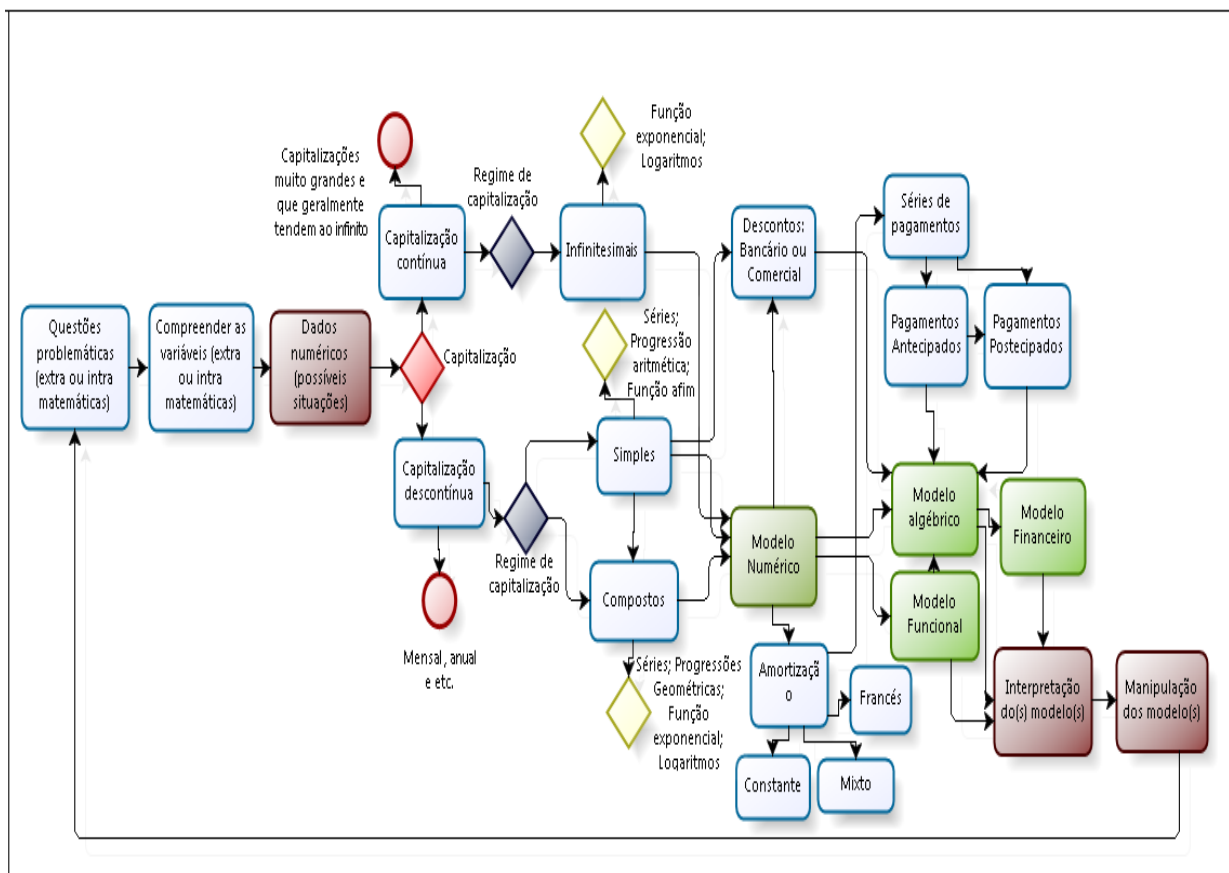 Capitalizações
muito grandes e
que geralmente
tendem ao infinito
Regime de
capitalização
Função
exponencial;
Logaritmos
Capitalização
contínua
Infinitesimais
Descontos:
Bancário ou
Comercial
Séries de
pagamentos
Questões
problemáticas
(extra ou intra
matemáticas)
Compreender as
variáveis (extra
ou intra
matemáticas)
Dados
numéricos
(possíveis
situações)
Capitalização
Séries;
Progressão
aritmética;
Função afim
Pagamentos
Antecipados
Pagamentos
Postecipados
Capitalização
descontínua
Simples
Regime de
capitalização
Compostos
Modelo
Numérico
Modelo
algébrico
Modelo
Financeiro
Modelo
Funcional
Mensal, anual
e etc.
Séries; Progressões
Geométricas;
Função
exponencial;
Logaritmos
Amortizaçã
o
Francés
Constante
Mixto
Interpretação
do(s) modelo(s)
Manipulação
dos modelo(s)